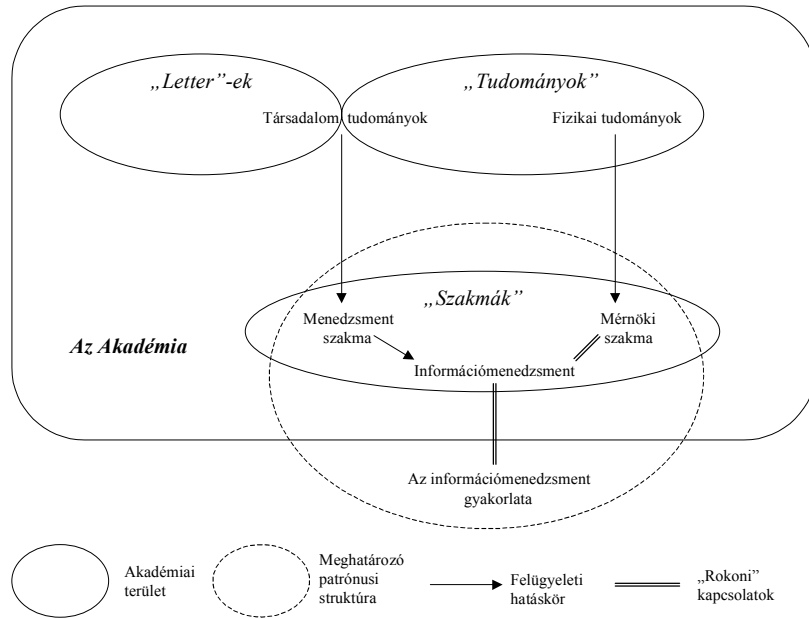 „Letter”-ek
„Tudományok”
Társadalom tudományok
Fizikai tudományok
„Szakmák”
Menedzsment
szakma
Mérnöki
szakma
Az Akadémia
Információmenedzsment
Az információmenedzsment
gyakorlata
Akadémiai
terület
Meghatározó
patrónusi
struktúra
Felügyeleti
hatáskör
„Rokoni”
kapcsolatok